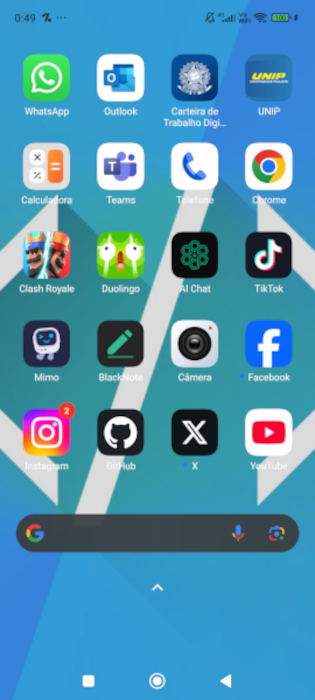 0:49
100
WhatsApp
Outlook
Carteira de
Trabalho Digi...
UNIP
UNIP
Calculadora
Teams
Telefone
Chrome
Clash Royale
Duolingo
AI Chat
TikTok
Mimo
BlackNote
Câmera
Facebook
2
Instagram
GitHub
X
YouTube